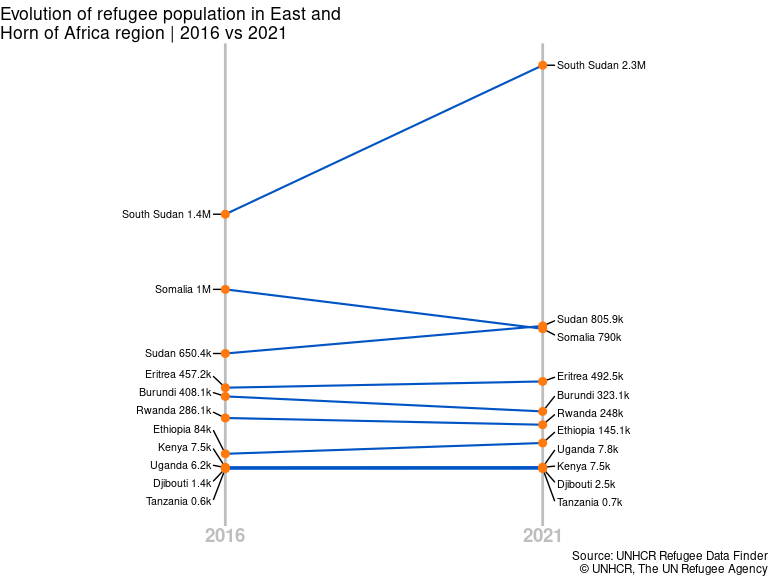 Evolution of refugee population in East and
Horn of Africa region | 2016 vs 2021
South Sudan 1.4M
Somalia 1M
Sudan 650.4k
Eritrea 457.2k
Burundi 408.1k
Rwanda 286.1k
Ethiopia 84k
Kenya 7.5k
Uganda 6.2k
Djibouti 1.4k
Tanzania 0.6k
South Sudan 2.3M
Sudan 805.9k
Somalia 790k
Eritrea 492.5k
Burundi 323.1k
Rwanda 248k
Ethiopia 145.1k
Uganda 7.8k
Kenya 7.5k
Djibouti 2.5k
Tanzania 0.7k
2016
2021
Source: UNHCR Refugee Data Finder
© UNHCR, The UN Refugee Agency